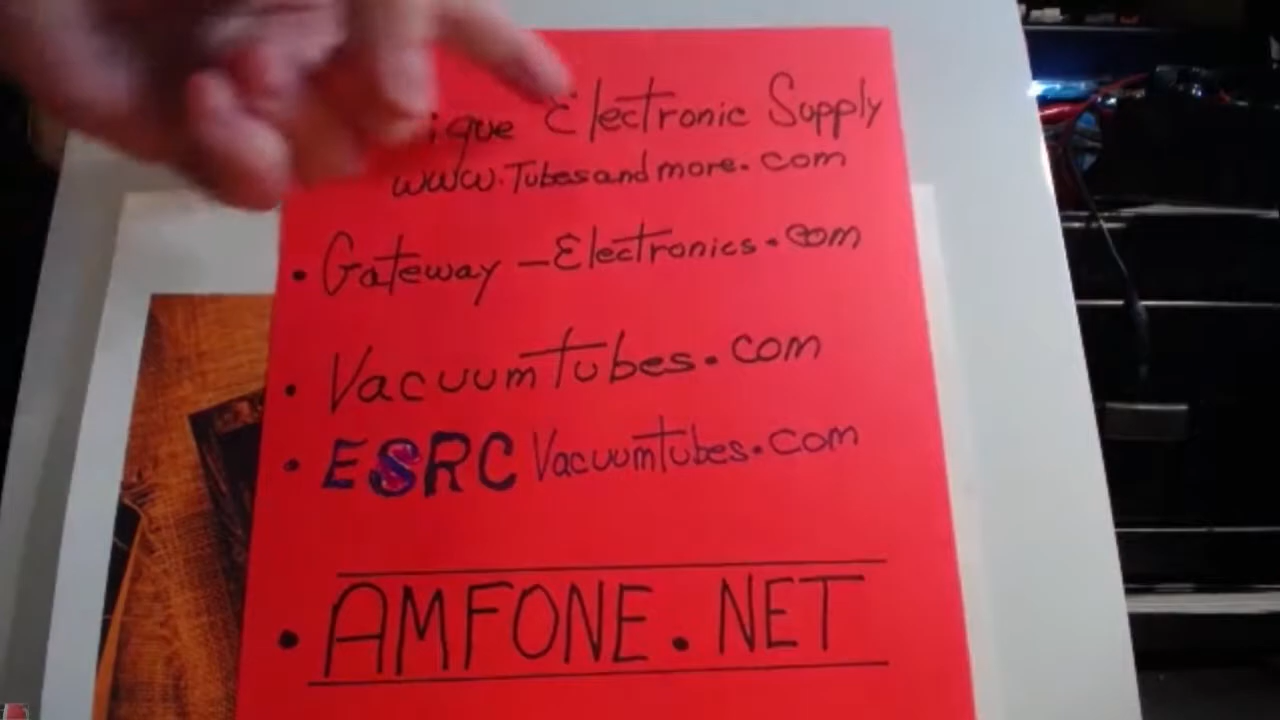 ique Electronic Supply
www.Tubesandmore.com
• Gateway-Electronics.com
• Vacuumtubes.com
• ESRC Vacuumtubes.com
• AMFONE.NET